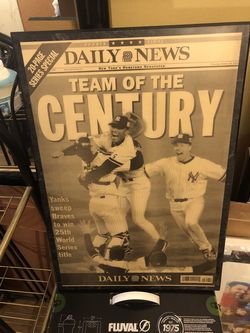 20-PAGE
SERIES SPECIAL
DAILY NEWS
New York's Hometown Newspaper
TEAM OF THE
CENTURY
Yanks
sweep
Braves
to win
25th
World
Series
title
DAILY NEWS
FLUVAL
1975